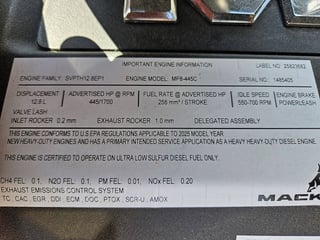 IMPORTANT ENGINE INFORMATION
LABEL NO: 25623682
ENGINE FAMILY: SVPTH12.8EP1 ENGINE MODEL: MP8-445C SERIAL NO: 1485405
DISPLACEMENT ADVERTISED HP @ RPM FUEL RATE @ ADVERTISED HP IDLE SPEED ENGINE BRAKE
12.8 L 445/1700 256 mm³ / STROKE 550-700 RPM POWERLEASH
VALVE LASH
INLET ROCKER 0.2 mm EXHAUST ROCKER 1.0 mm DELEGATED ASSEMBLY
THIS ENGINE CONFORMS TO U.S EPA REGULATIONS APPLICABLE TO 2025 MODEL YEAR
NEW HEAVY-DUTY ENGINES AND HAS A PRIMARY INTENDED SERVICE APPLICATION AS A HEAVY HEAVY-DUTY DIESEL ENGINE.
THIS ENGINE IS CERTIFIED TO OPERATE ON ULTRA LOW SULFUR DIESEL FUEL ONLY.
CH4 FEL: 0.1, N2O FEL: 0.1, PM FEL: 0.01, NOx FEL: 0.20
EXHAUST EMISSIONS CONTROL SYSTEM
TC, CAC, EGR, DDI, ECM, DOC, PTOX, SCR-U, AMOX
MACK